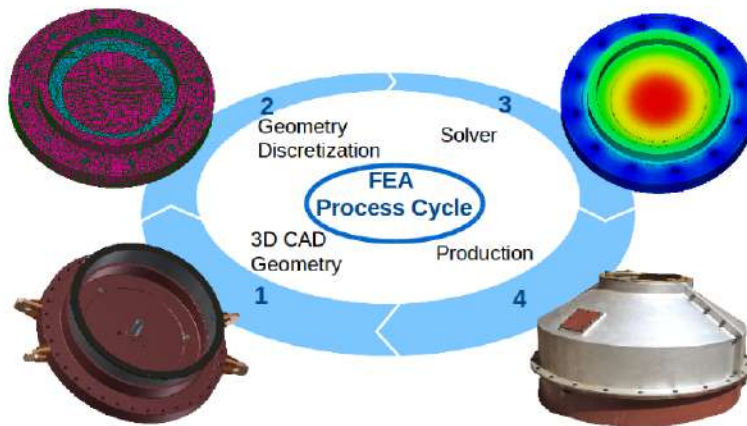 2
3
Geometry
Discretization
Solver
FEA
Process Cycle
3D CAD
Geometry
Production
1
4